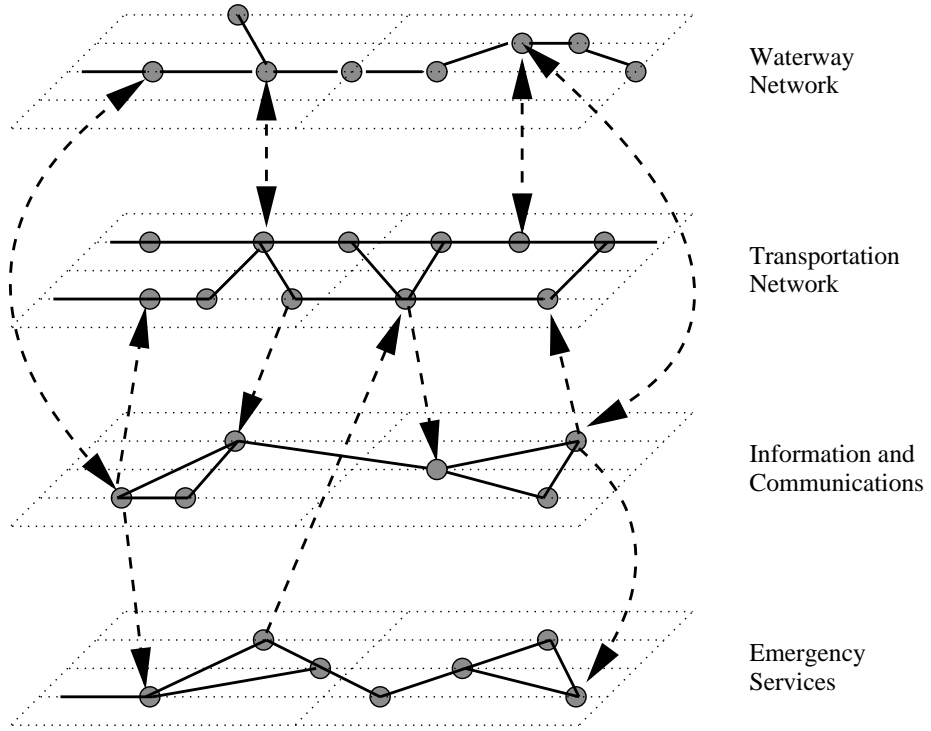 Waterway
Network
Transportation
Network
Information and
Communications
Emergency
Services